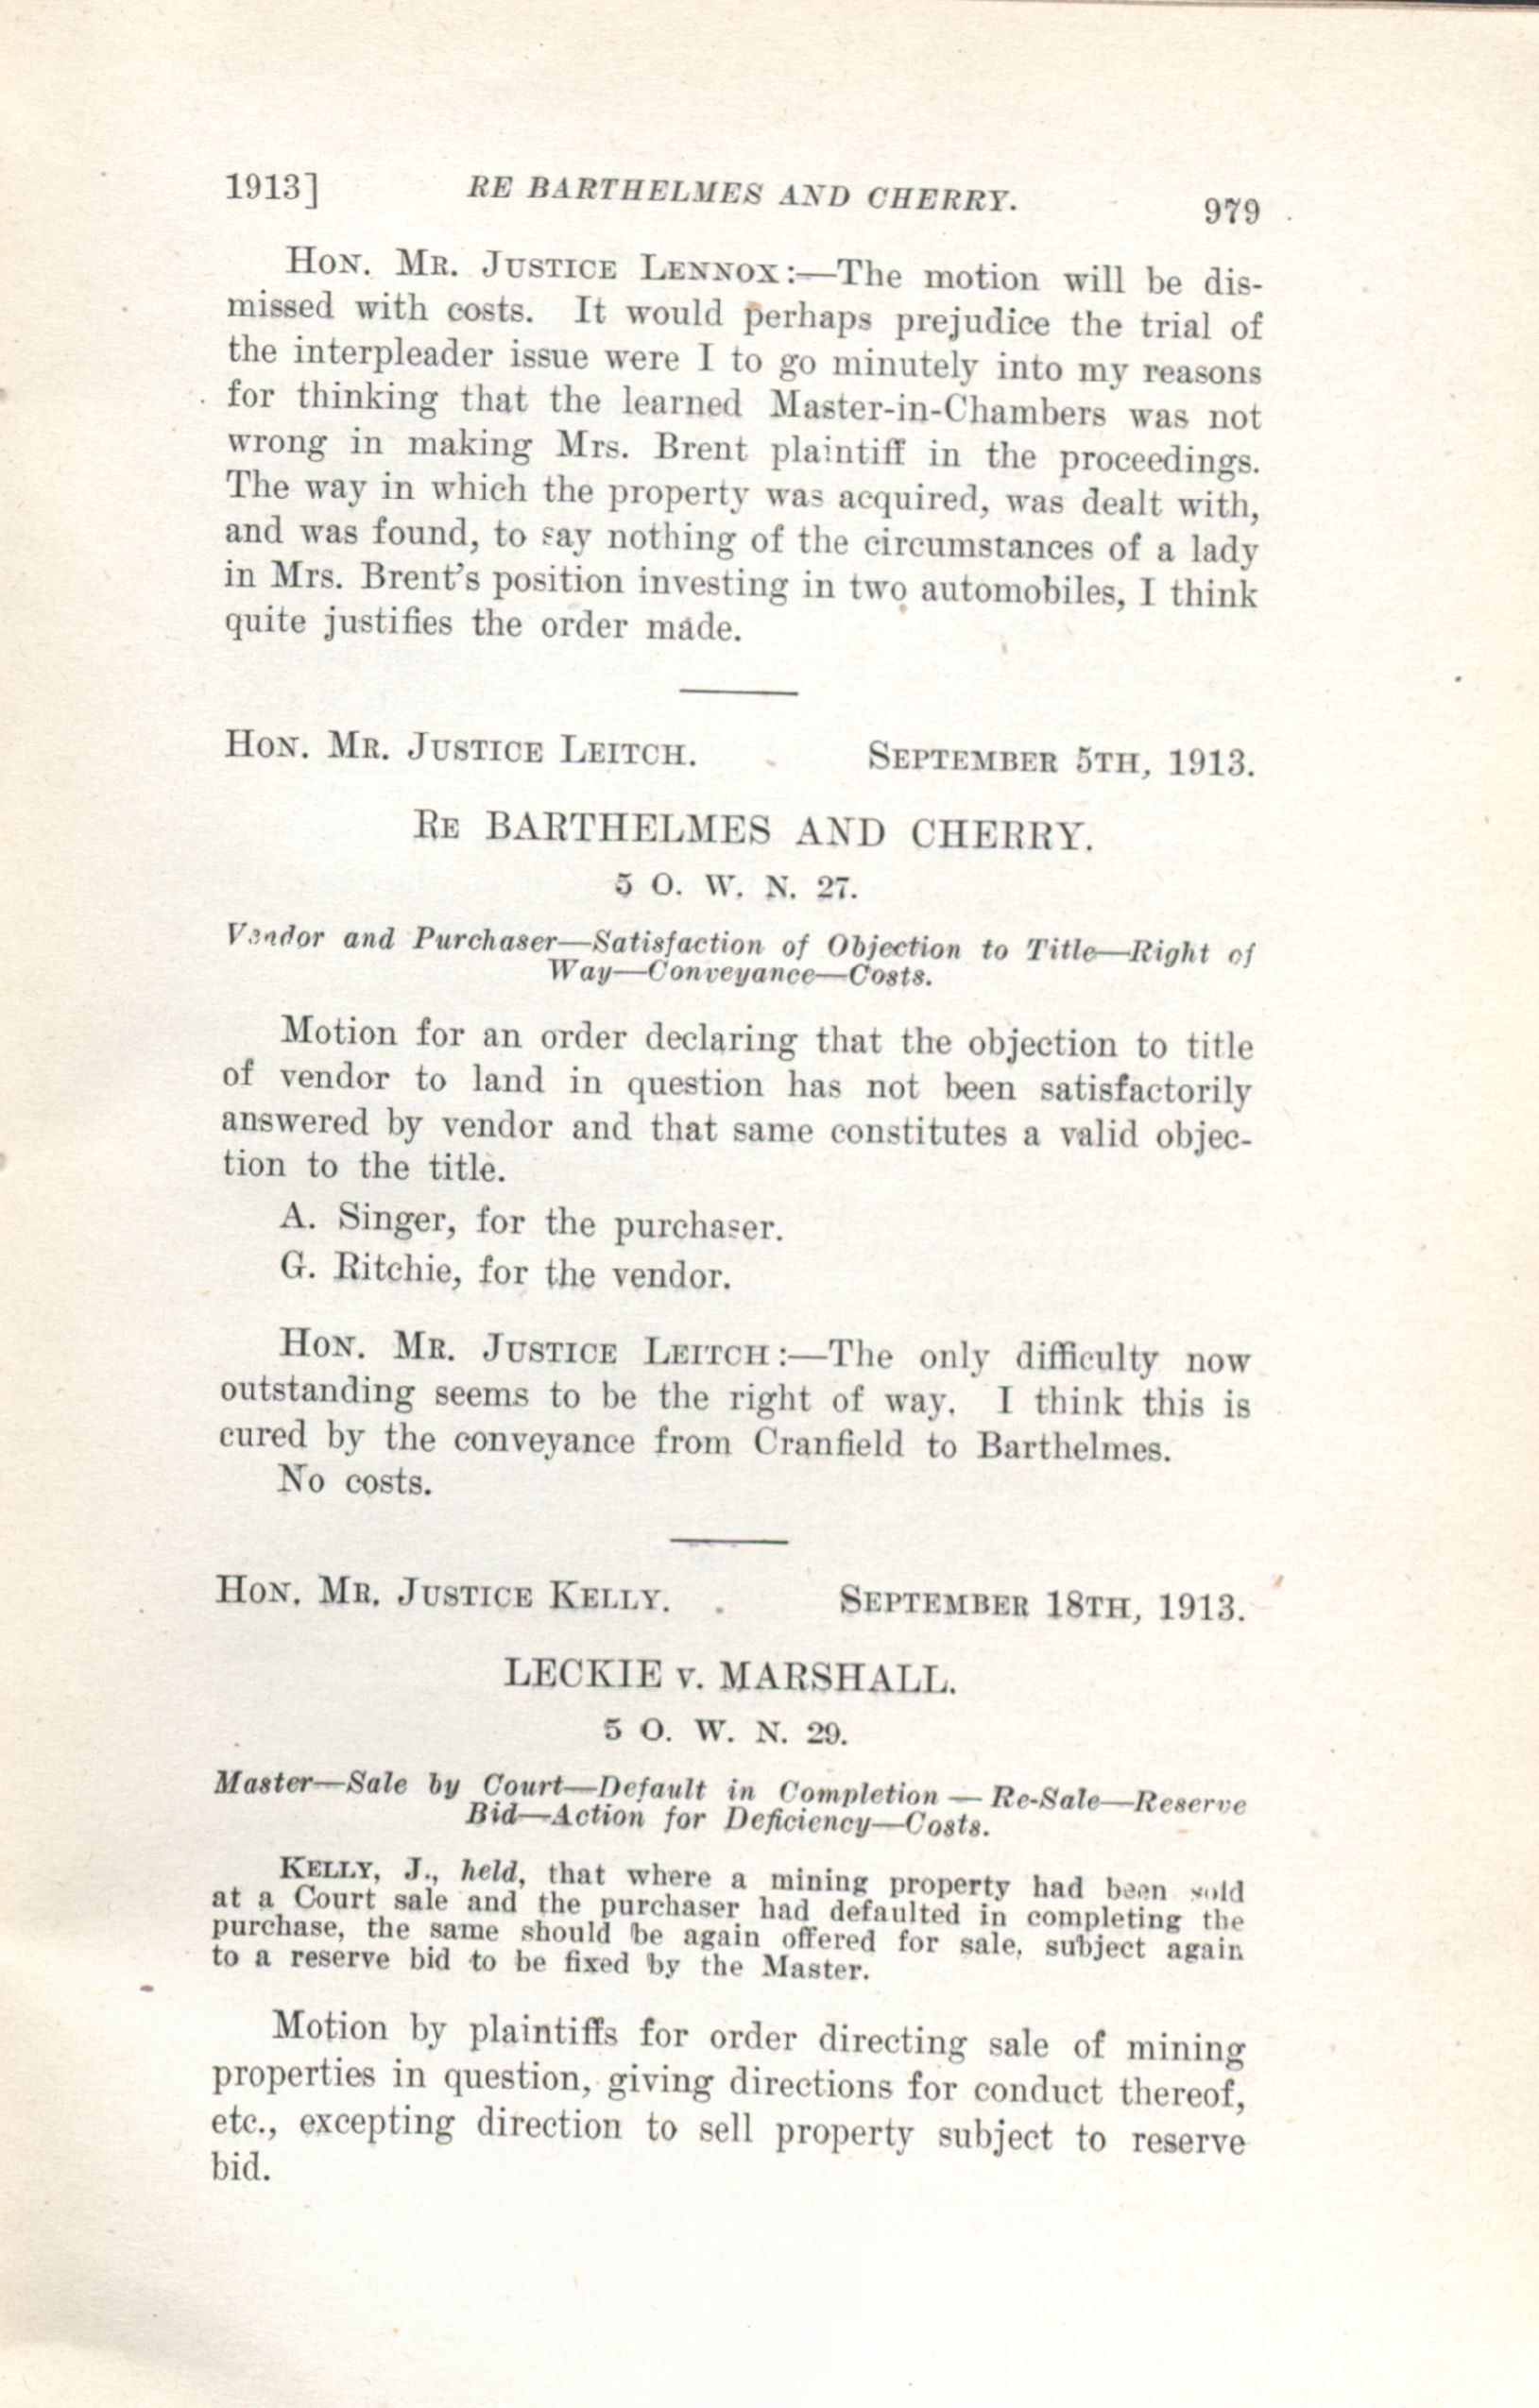 1913] RE BARTHELMES AND CHERRY. 979
HON. MR. JUSTICE LENNOX:—The motion will be dis-
missed with costs. It would perhaps prejudice the trial of
the interpleader issue were I to go minutely into my reasons
for thinking that the learned Master-in-Chambers was not
wrong in making Mrs. Brent plaintiff in the proceedings.
The way in which the property was acquired, was dealt with,
and was found, to say nothing of the circumstances of a lady
in Mrs. Brent's position investing in two automobiles, I think
quite justifies the order made.
HON. MR. JUSTICE LEITCH. SEPTEMBER 5TH, 1913.
RE BARTHELMES AND CHERRY.
5 O. W. N. 27.
Vendor and Purchaser—Satisfaction of Objection to Title—Right of
Way—Conveyance—Costs.
Motion for an order declaring that the objection to title
of vendor to land in question has not been satisfactorily
answered by vendor and that same constitutes a valid objec-
tion to the title.
A. Singer, for the purchaser.
G. Ritchie, for the vendor.
HON. MR. JUSTICE LEITCH:—The only difficulty now
outstanding seems to be the right of way. I think this is
cured by the conveyance from Cranfield to Barthelmes.
No costs.
HON. MR. JUSTICE KELLY. SEPTEMBER 18TH, 1913.
LECKIE v. MARSHALL.
5 O. W. N. 29.
Master—Sale by Court—Default in Completion — Re-Sale—Reserve
Bid—Action for Deficiency—Costs.
KELLY, J., held, that where a mining property had been sold
at a Court sale and the purchaser had defaulted in completing the
purchase, the same should be again offered for sale, subject again
to a reserve bid to be fixed by the Master.
Motion by plaintiffs for order directing sale of mining
properties in question, giving directions for conduct thereof,
etc., excepting direction to sell property subject to reserve
bid.